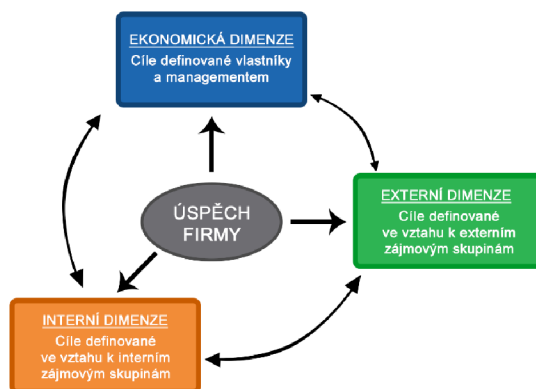 EKONOMICKÁ DIMENZE
Cíle definované vlastníky
a managementem
ÚSPĚCH
FIRMY
EXTERNÍ DIMENZE
Cíle definované
ve vztahu k externím
zájmovým skupinám
INTERNÍ DIMENZE
Cíle definované
ve vztahu k interním
zájmovým skupinám